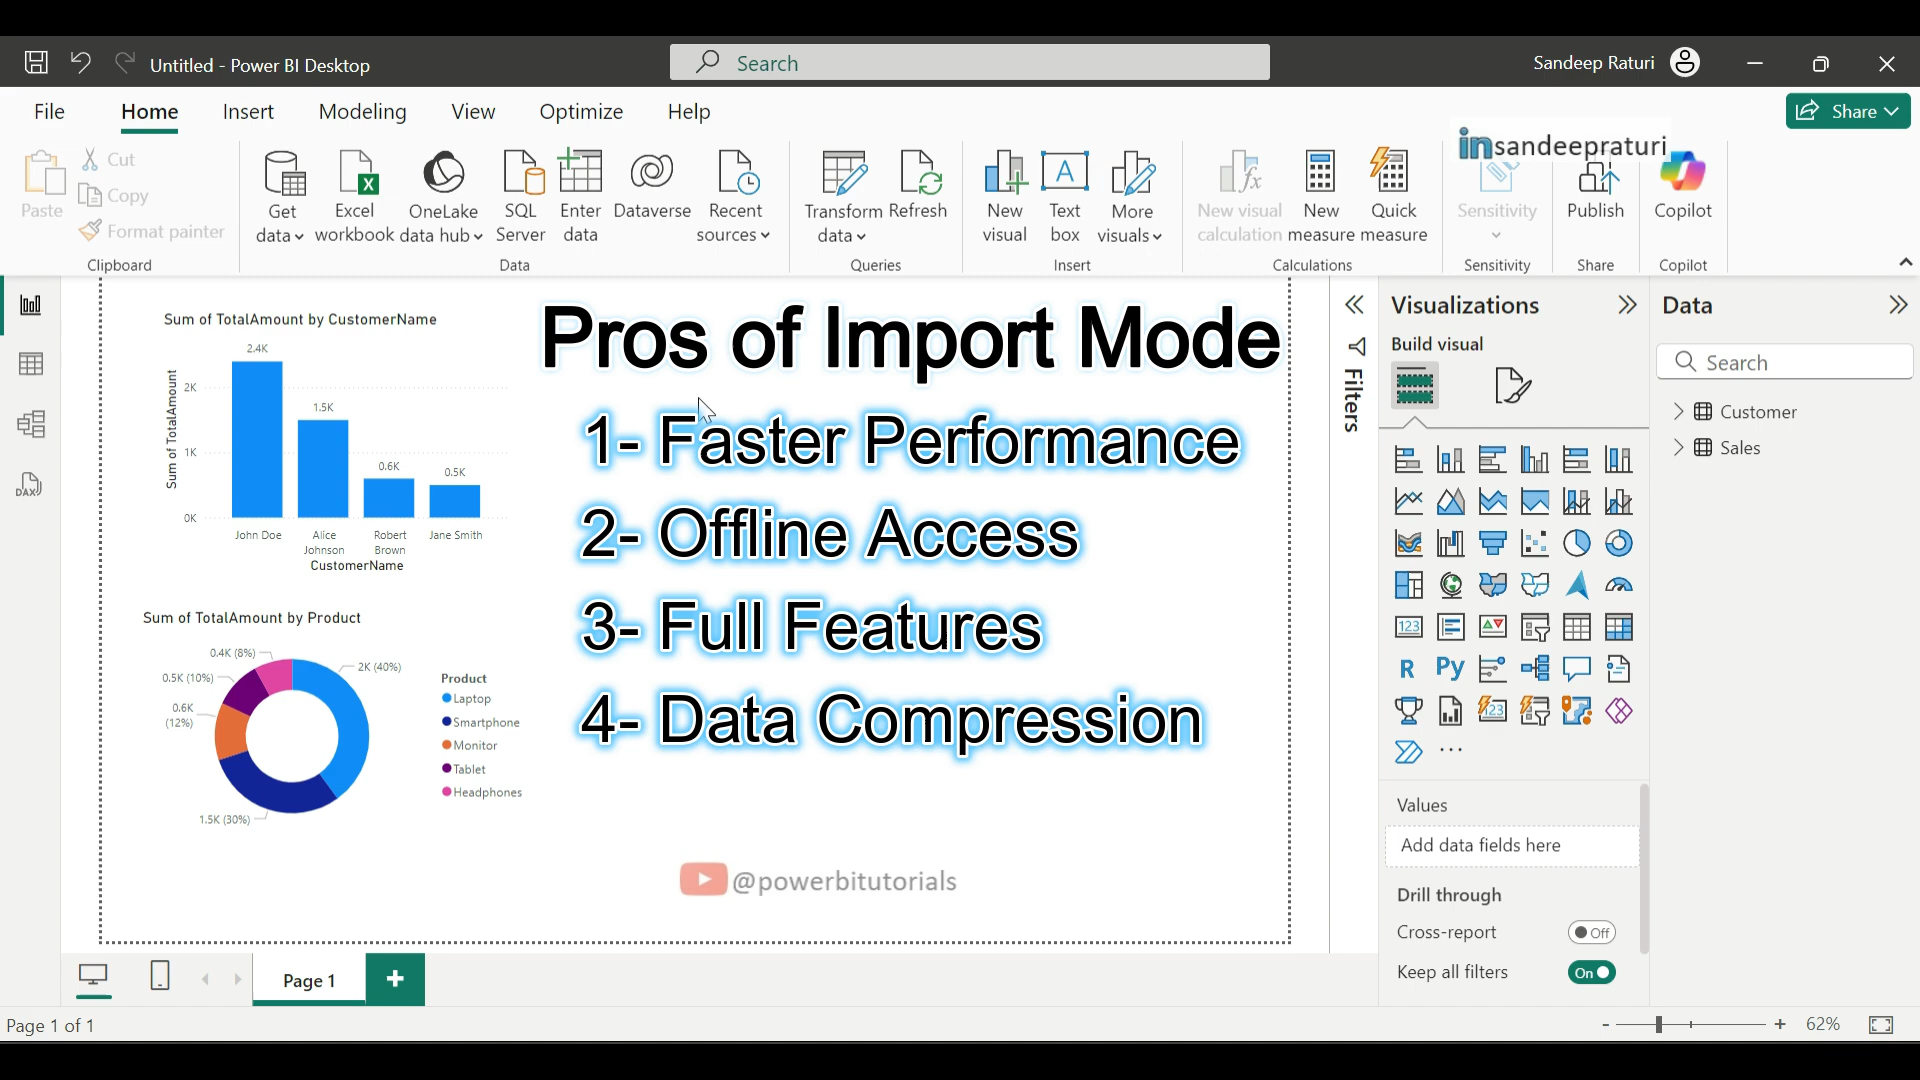 Untitled - Power BI Desktop
Search
Sandeep Raturi
File Home Insert Modeling View Optimize Help
Share
insandeepraturi
Paste
Cut
Copy
Format painter
Clipboard
Get data
Excel workbook
OneLake data hub
SQL Server
Enter data
Dataverse
Recent sources
Data
Transform data
Refresh
Queries
New visual
Text box
More visuals
Insert
New visual calculation
New measure
Quick measure
Calculations
Sensitivity
Sensitivity
Publish
Share
Copilot
Copilot
DAX
Sum of TotalAmount by CustomerName
Sum of TotalAmount
2K
1K
0K
2.4K
1.5K
0.6K
0.5K
John Doe
Alice Johnson
Robert Brown
Jane Smith
CustomerName
Sum of TotalAmount by Product
0.4K (8%)
2K (40%)
0.5K (10%)
0.6K (12%)
1.5K (30%)
Product
Laptop
Smartphone
Monitor
Tablet
Headphones
Pros of Import Mode
1- Faster Performance
2- Offline Access
3- Full Features
4- Data Compression
@powerbitutorials
Filters
Visualizations
Build visual
123
R
Py
123
Values
Add data fields here
Drill through
Cross-report
Off
Keep all filters
On
Data
Search
Customer
Sales
Page 1
Page 1 of 1
62%